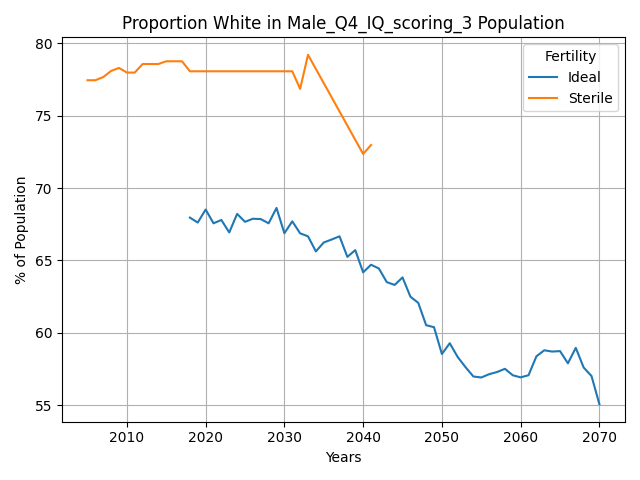 Proportion White in Male_Q4_IQ_scoring_3 Population
80
75
70
65
60
55
% of Population
Fertility
Ideal
Sterile
2010 2020 2030 2040 2050 2060 2070
Years